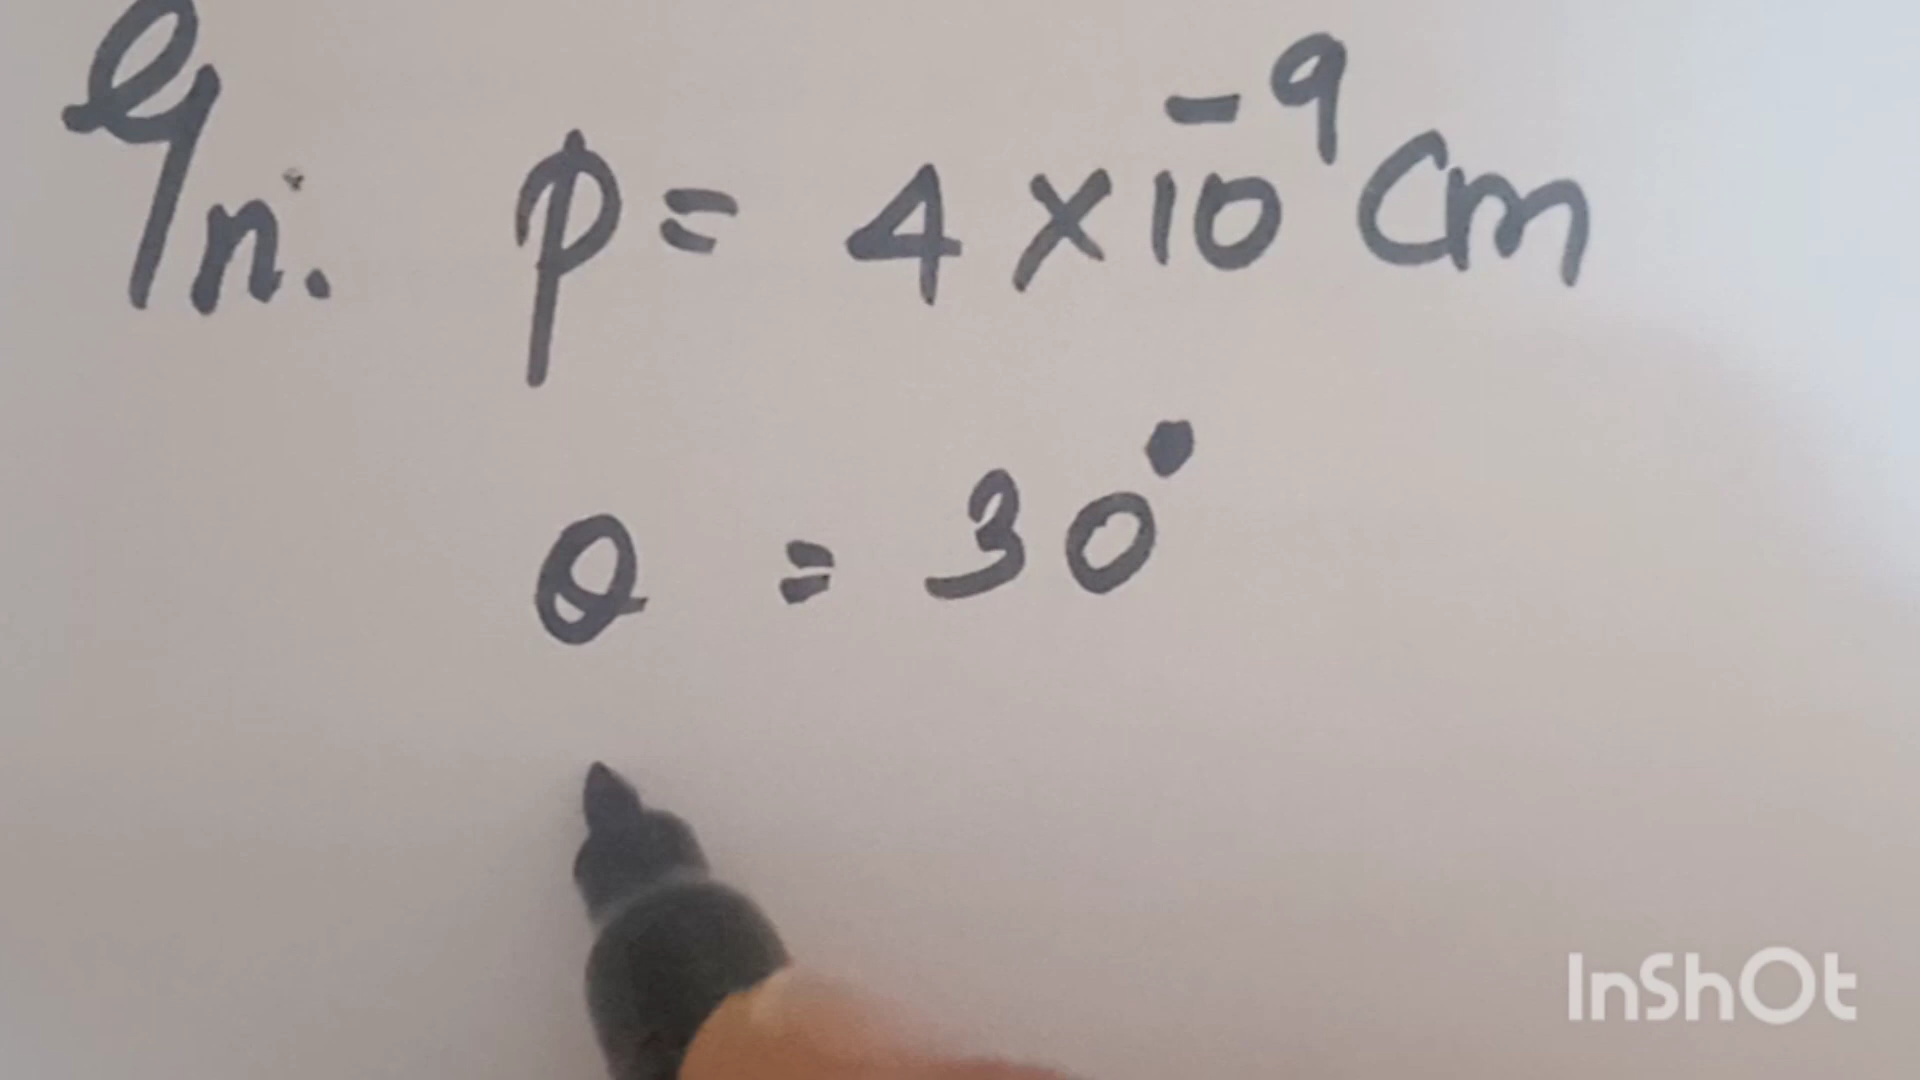 Gn. p = 4 × 10⁻⁹ Cm
θ = 30°
InShOt